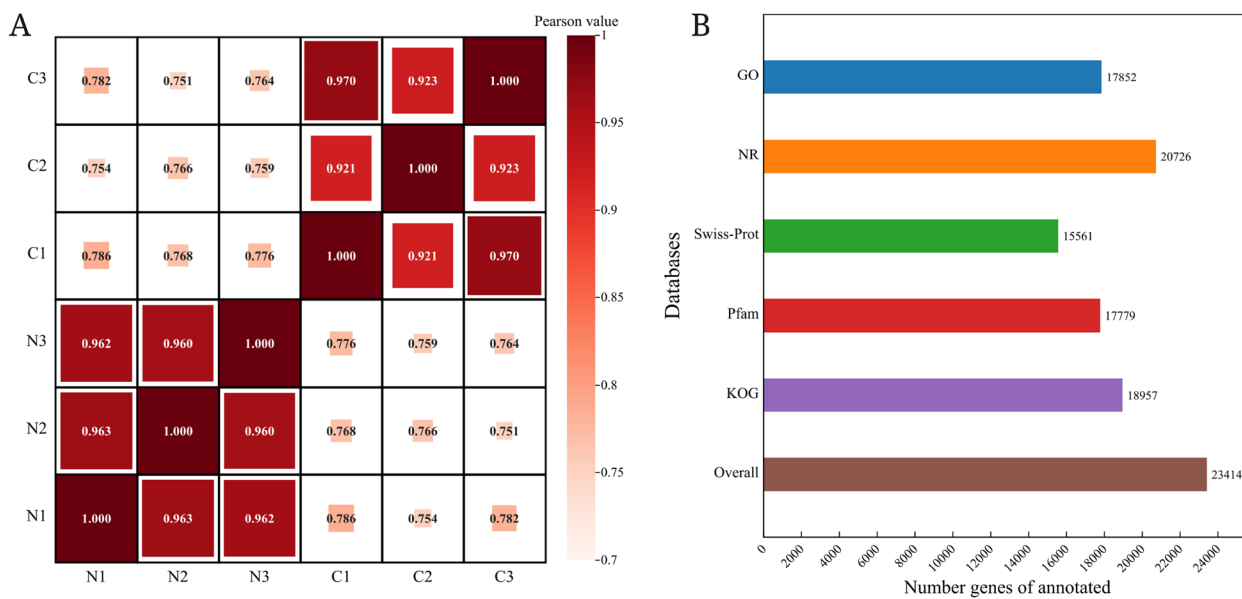 A
Pearson value
C3 0.782 0.751 0.764 0.970 0.923 1.000
C2 0.754 0.766 0.759 0.921 1.000 0.923
C1 0.786 0.768 0.776 1.000 0.921 0.970
N3 0.962 0.960 1.000 0.776 0.759 0.764
N2 0.963 1.000 0.960 0.768 0.766 0.751
N1 1.000 0.963 0.962 0.786 0.754 0.782
N1 N2 N3 C1 C2 C3
1
0.95
0.9
0.85
0.8
0.75
0.7
B
Databases
GO 17852
NR 20726
Swiss-Prot 15561
Pfam 17779
KOG 18957
Overall 23414
0 2000 4000 6000 8000 10000 12000 14000 16000 18000 20000 22000 24000
Number genes of annotated